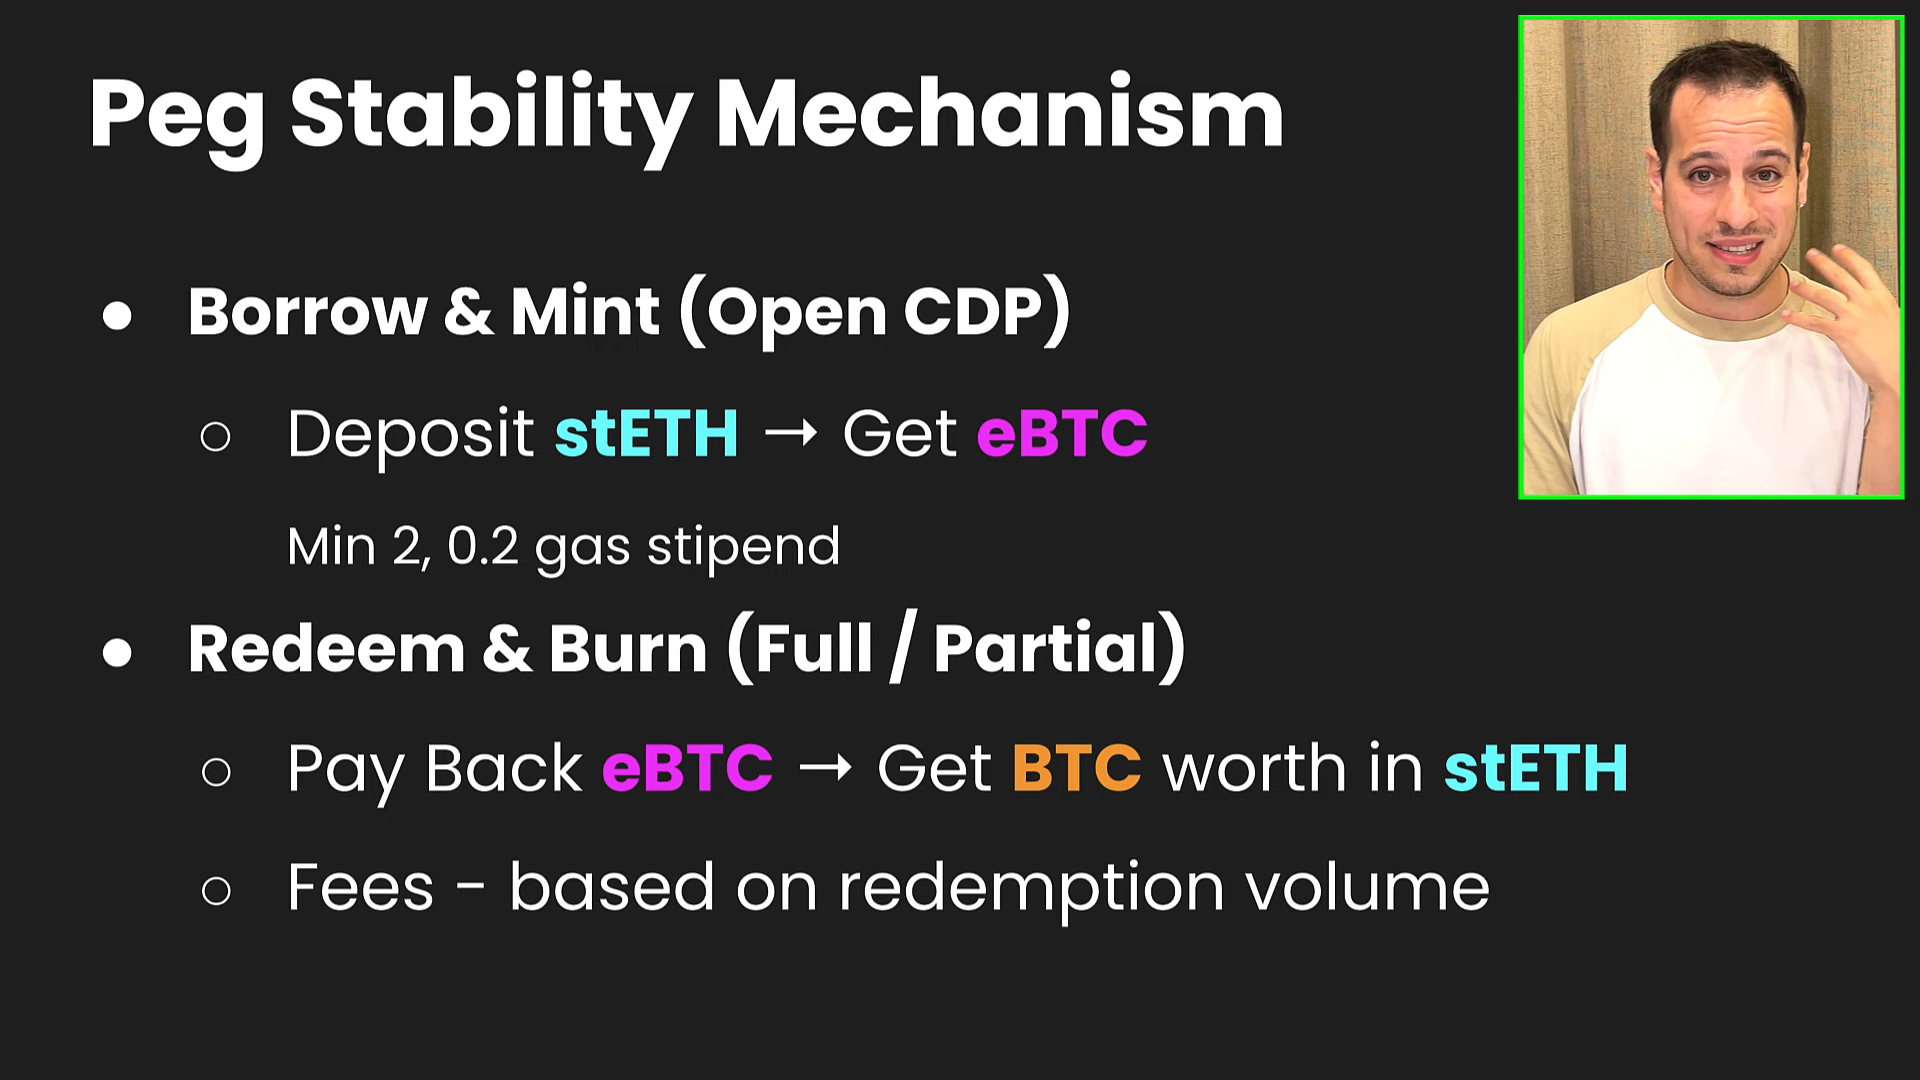 Peg Stability Mechanism
● Borrow & Mint (Open CDP)
○ Deposit stETH → Get eBTC
Min 2, 0.2 gas stipend
● Redeem & Burn (Full / Partial)
○ Pay Back eBTC → Get BTC worth in stETH
○ Fees - based on redemption volume